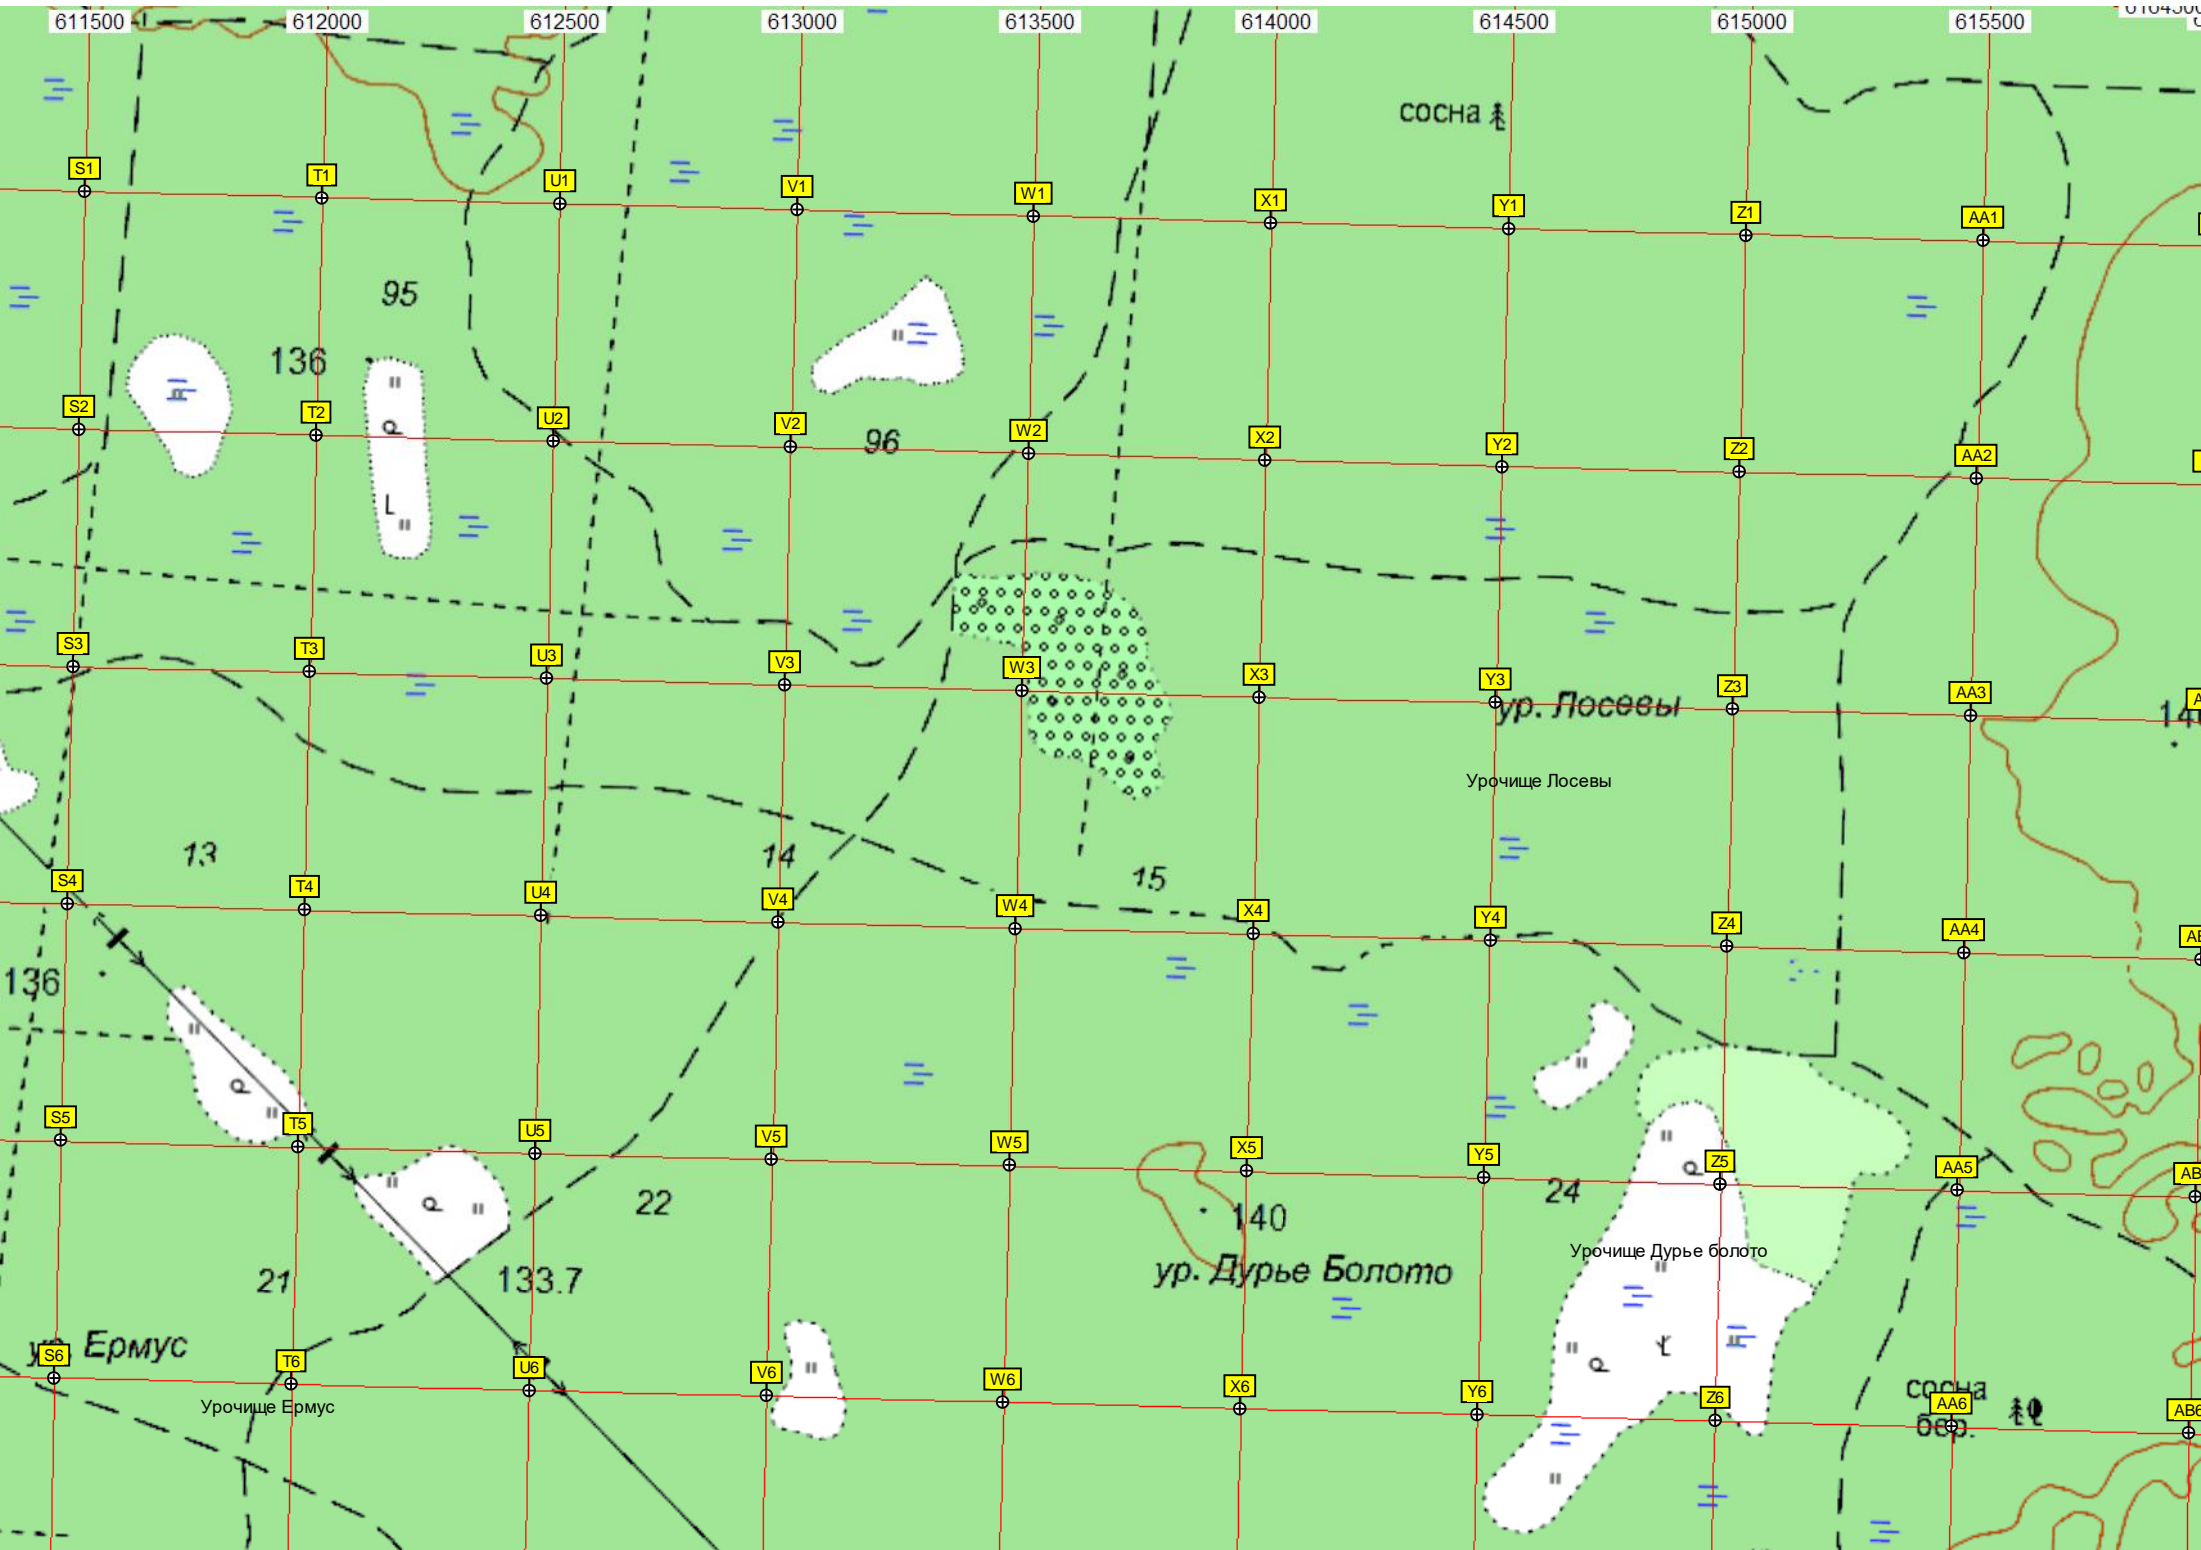 611500 612000 612500 613000 613500 614000 614500 615000 615500
сосна
S1 T1 U1 V1 W1 X1 Y1 Z1 AA1
95
136
S2 T2 U2 V2 W2 X2 Y2 Z2 AA2
96
S3 T3 U3 V3 W3 X3 Y3 Z3 AA3
ур. Лосевы
Урочище Лосевы
13 14 15
S4 T4 U4 V4 W4 X4 Y4 Z4 AA4
136
S5 T5 U5 V5 W5 X5 Y5 Z5 AA5 AB
22 140 24
Урочище Дурье болото
21 133.7 ур. Дурье Болото
Ермус
S6 T6 U6 V6 W6 X6 Y6 Z6 AA6 AB6
сосна
бер.
Урочище Ермус